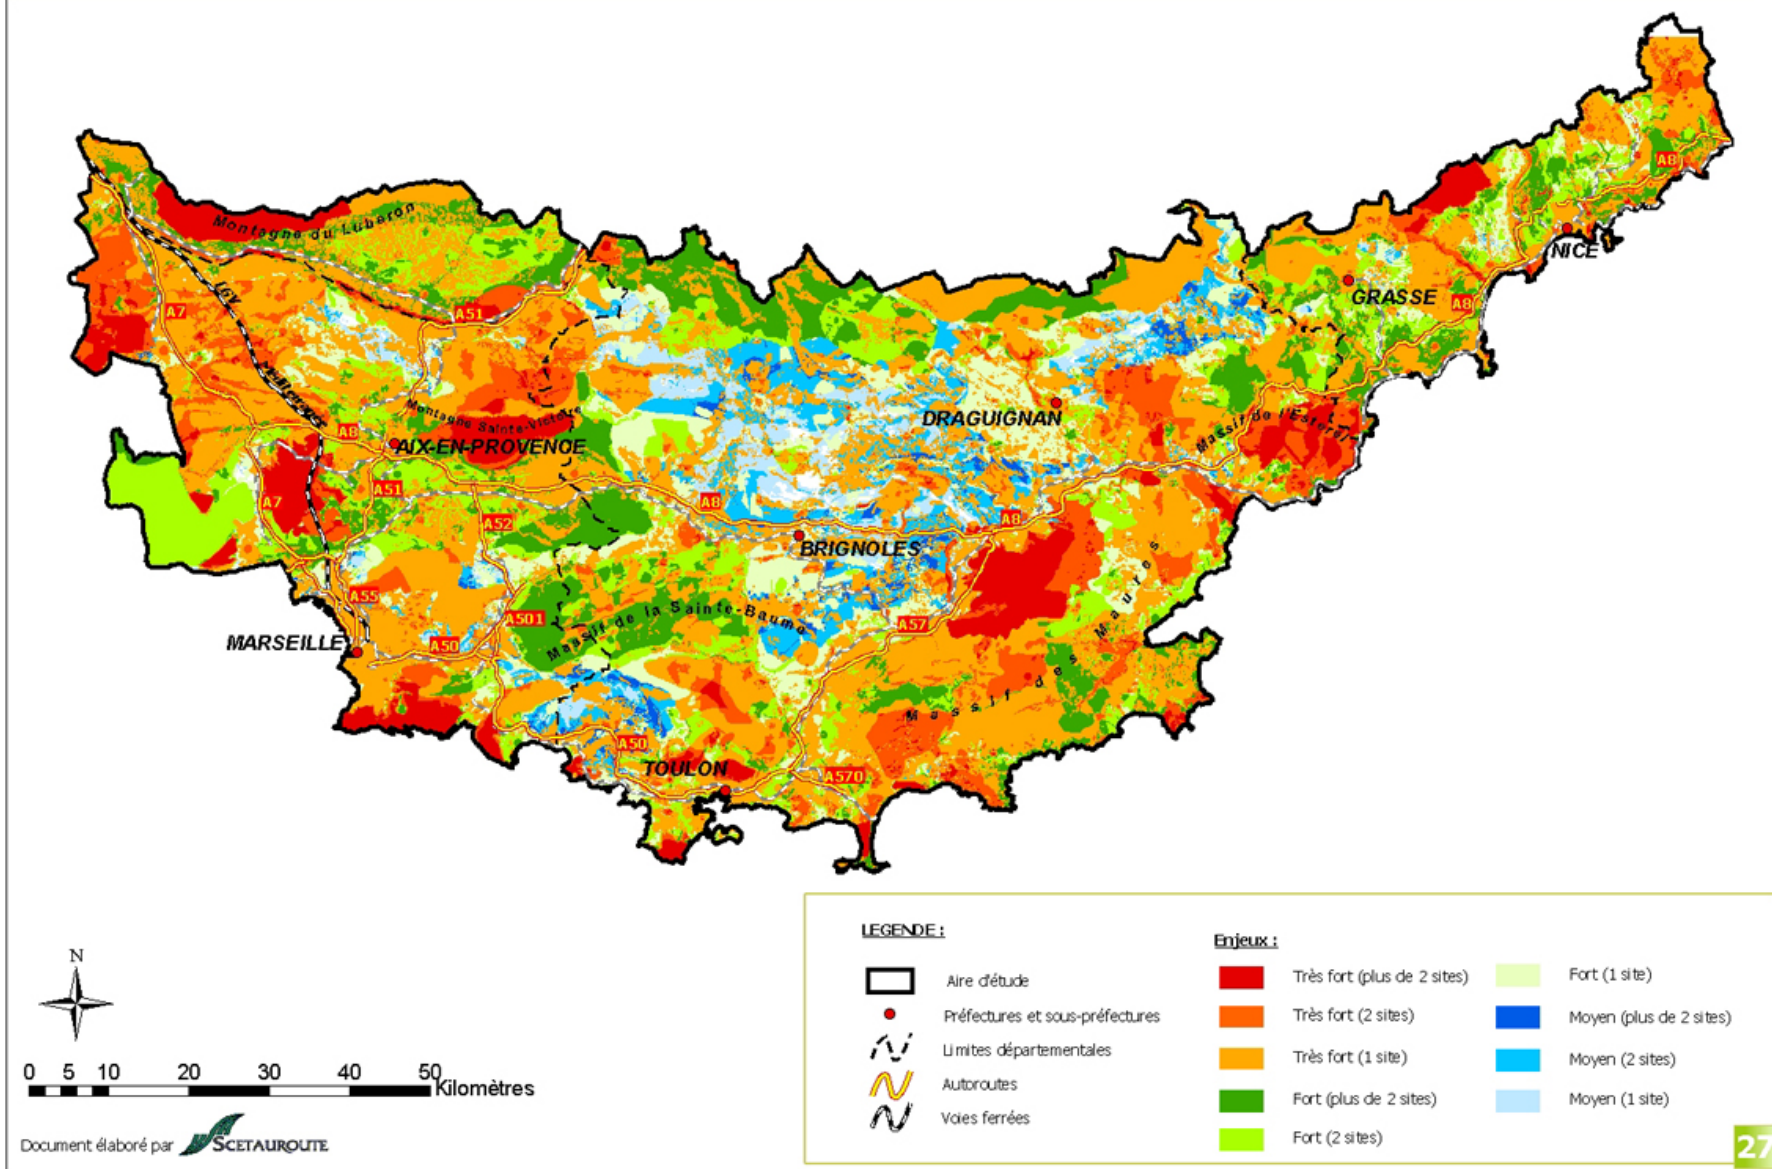 Montagne du Luberon
A8
NICE
GRASSE
A8
A7
TGV
A51
Montagne Sainte-Victoire
DRAGUIGNAN
Massif de l'Esterel
A8
AIX-EN-PROVENCE
A7
A51
A52
A8
A8
BRIGNOLES
A55
A501
Massif de la Sainte-Baume
A57
Massif des Maures
MARSEILLE
A50
A50
TOULON
A570
N
0 5 10 20 30 40 50
Kilomètres
Document élaboré par SCETAUROUTE
LEGENDE :
Aire d'étude
Préfectures et sous-préfectures
Limites départementales
Autoroutes
Voies ferrées
Enjeux :
Très fort (plus de 2 sites)
Très fort (2 sites)
Très fort (1 site)
Fort (plus de 2 sites)
Fort (2 sites)
Fort (1 site)
Moyen (plus de 2 sites)
Moyen (2 sites)
Moyen (1 site)
27